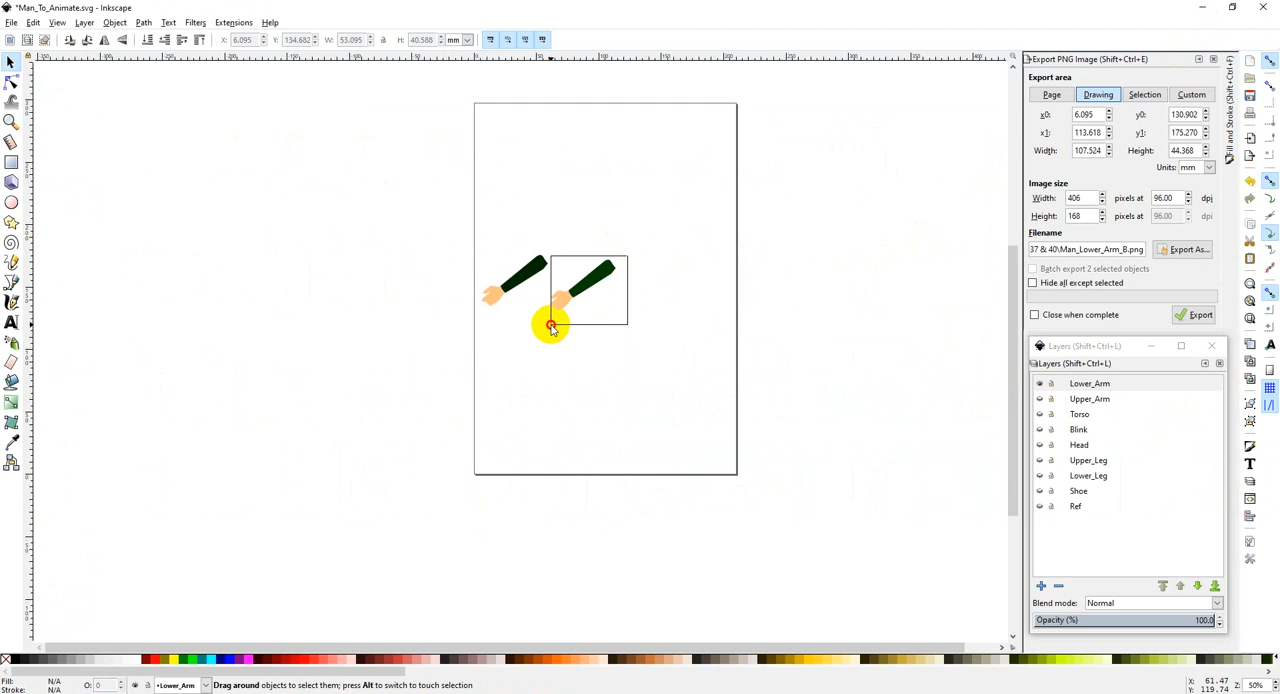 *Man_To_Animate.svg - Inkscape
File Edit View Layer Object Path Text Filters Extensions Help
X: 6.095 Y: 134.682 W: 53.095 H: 40.588 mm
Export PNG Image (Shift+Ctrl+E)
Export area
Page Drawing Selection Custom
x0: 6.095 y0: 130.902
x1: 113.618 y1: 175.270
Width: 107.524 Height: 44.368
Units: mm
Image size
Width: 406 pixels at 96.00 dpi
Height: 168 pixels at 96.00 dpi
Filename
37 & 40\Man_Lower_Arm_B.png Export As...
Batch export 2 selected objects
Hide all except selected
Close when complete Export
Fill and Stroke (Shift+Ctrl+F)
Layers (Shift+Ctrl+L)
Layers (Shift+Ctrl+L)
Lower_Arm
Upper_Arm
Torso
Blink
Head
Upper_Leg
Lower_Leg
Shoe
Ref
Blend mode: Normal
Opacity (%) 100.0
Fill: N/A
Stroke: N/A
O: 0
•Lower_Arm
Drag around objects to select them; press Alt to switch to touch selection
X: 61.47
Y: 119.74
Z: 50%